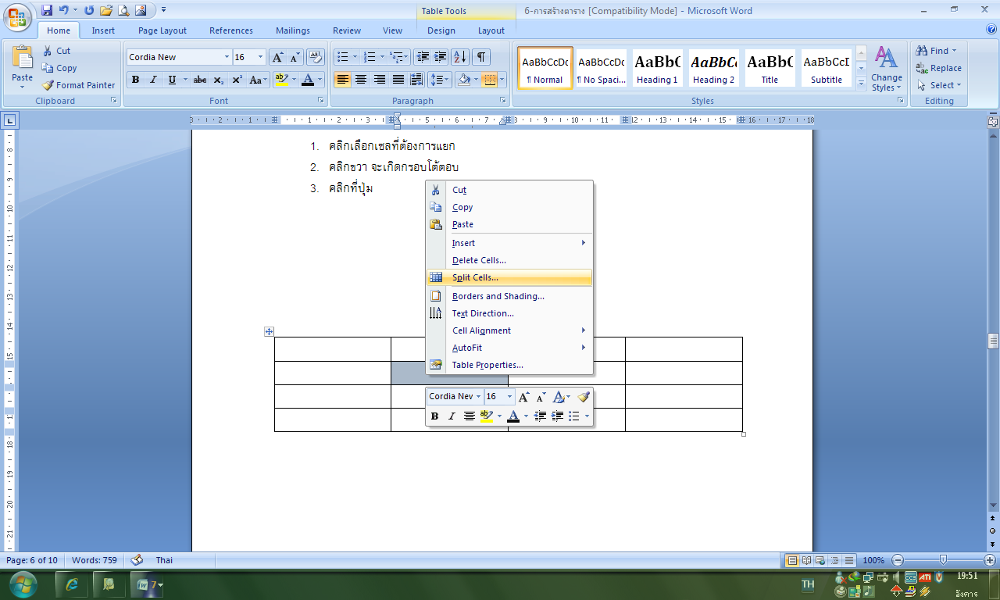 Table Tools
6-การสร้างตาราง [Compatibility Mode] - Microsoft Word
Home Insert Page Layout References Mailings Review View Design Layout
Paste
Cut
Copy
Format Painter
Clipboard
Cordia New 16
Font
Paragraph
AaBbCcDc AaBbCcDc AaBbC AaBbCc AaBbC AaBbCcI
¶ Normal ¶ No Spaci... Heading 1 Heading 2 Title Subtitle
Change Styles
Styles
Find
Replace
Select
Editing
1. คลิกเลือกเซลที่ต้องการแยก
2. คลิกขวา จะเกิดกรอบโต้ตอบ
3. คลิกที่ปุ่ม
Cut
Copy
Paste
Insert
Delete Cells...
Split Cells...
Borders and Shading...
Text Direction...
Cell Alignment
AutoFit
Table Properties...
Cordia Nev 16
Page: 6 of 10 Words: 759 Thai 100%
7 TH CCB ATI 19:51
อังคาร